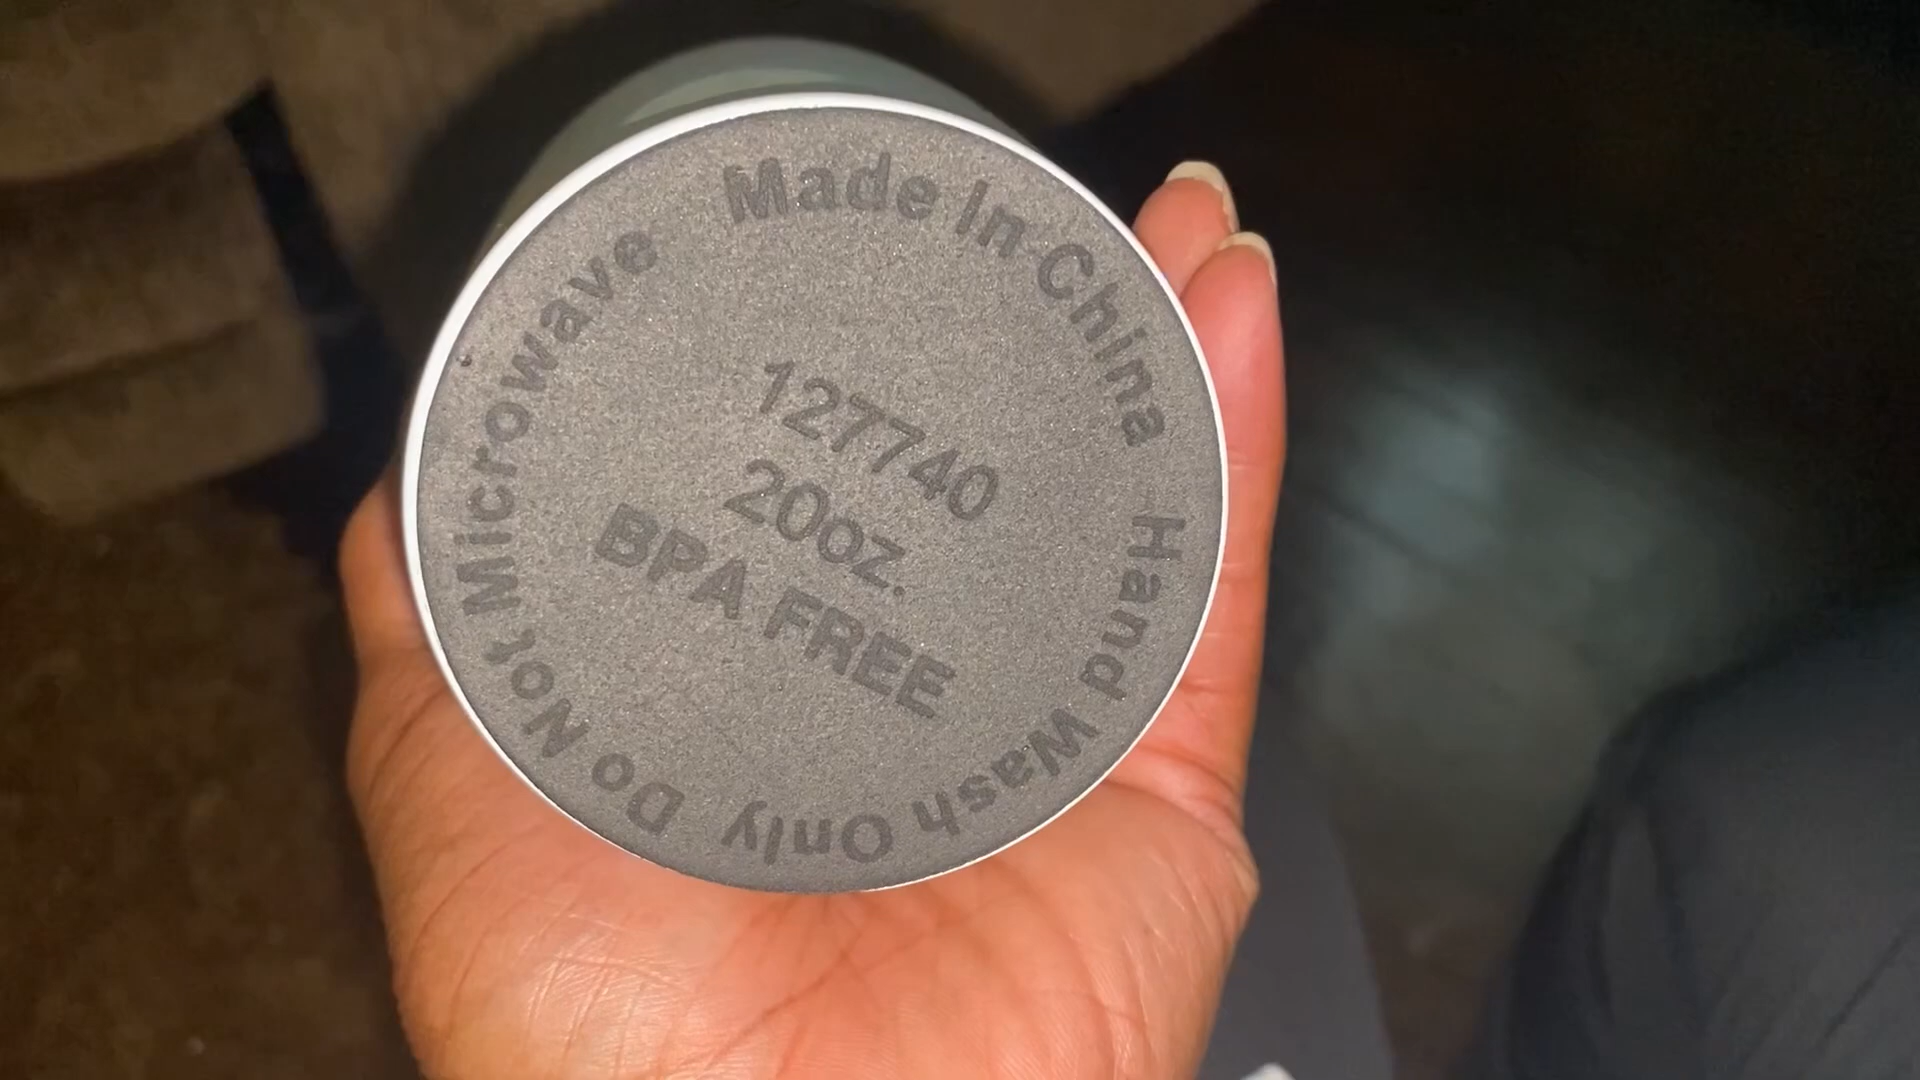 Made In China
Hand Wash Only
Do Not Microwave
127740
20oz.
BPA FREE